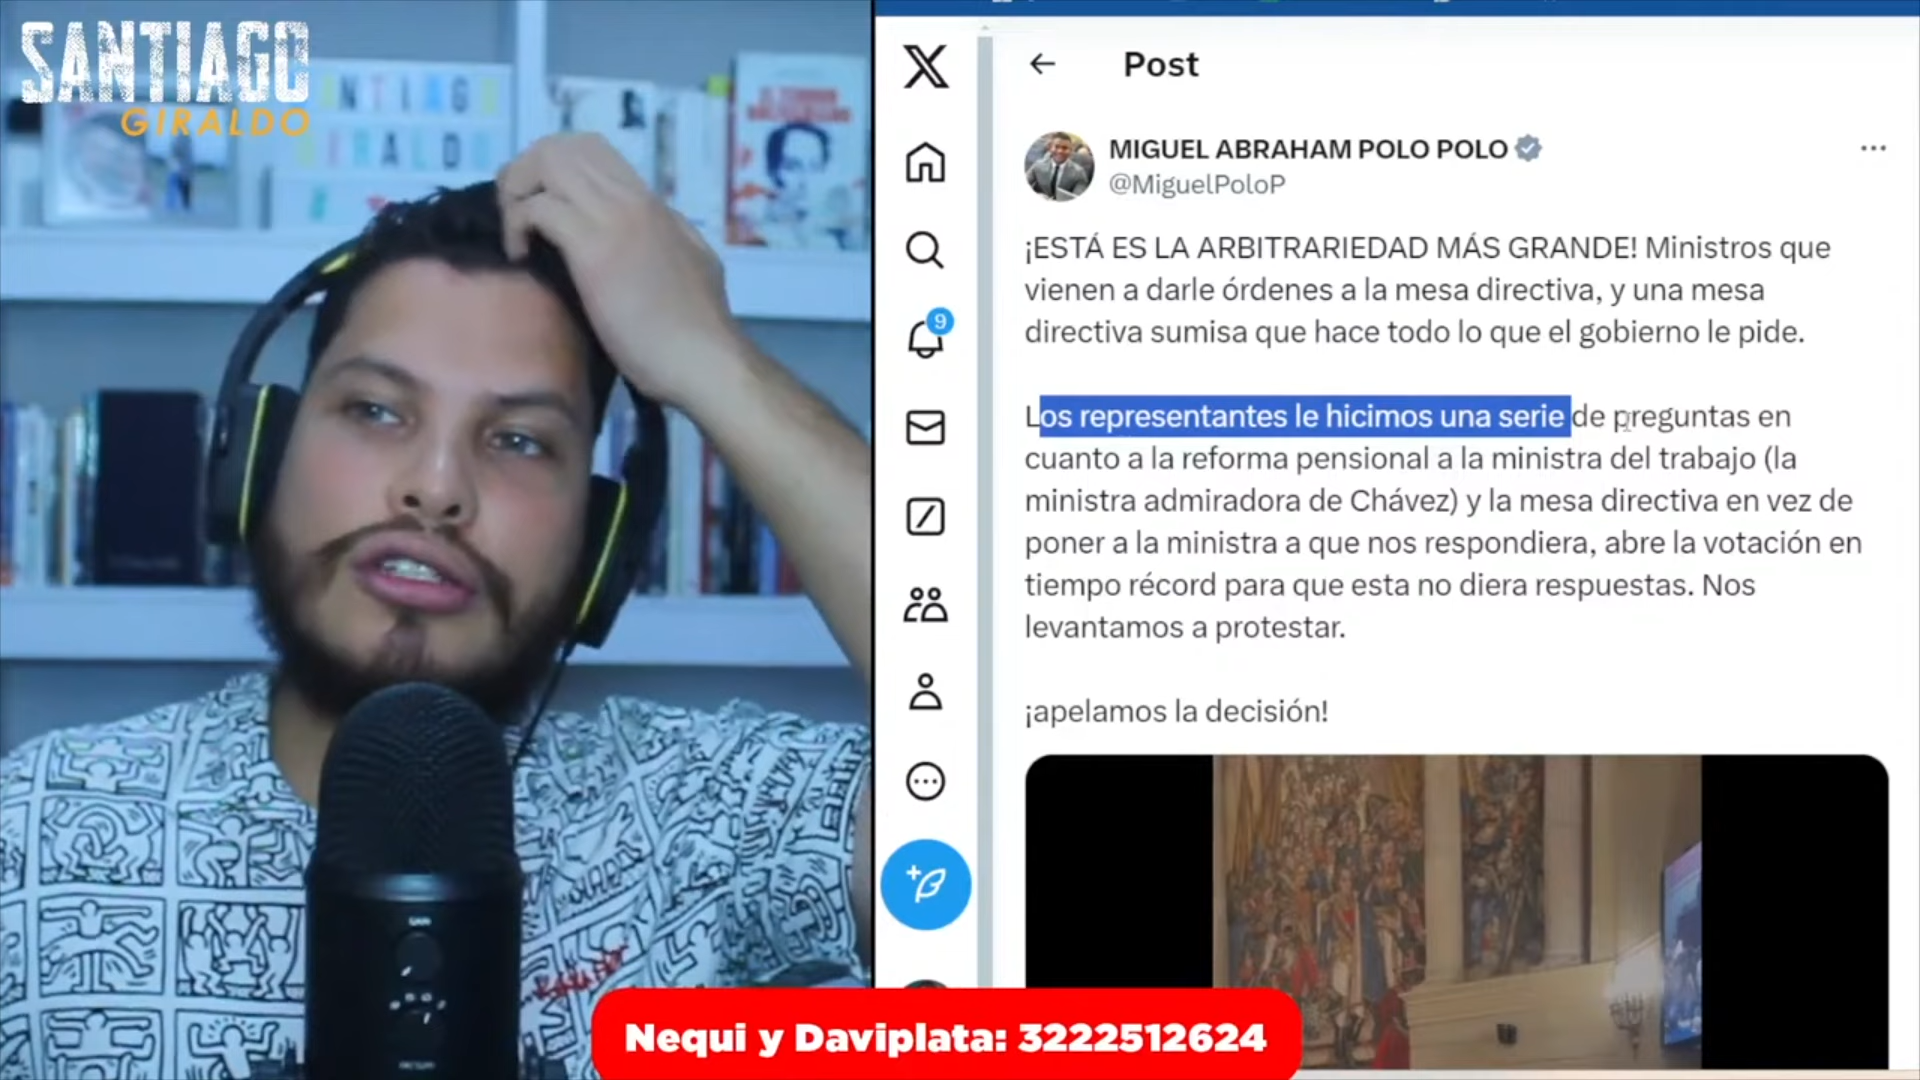 SANTIAGO
GIRALDO
NTIAGO
IRALDO
Post
MIGUEL ABRAHAM POLO POLO
@MiguelPoloP
¡ESTÁ ES LA ARBITRARIEDAD MÁS GRANDE! Ministros que
vienen a darle órdenes a la mesa directiva, y una mesa
directiva sumisa que hace todo lo que el gobierno le pide.
Los representantes le hicimos una serie de preguntas en
cuanto a la reforma pensional a la ministra del trabajo (la
ministra admiradora de Chávez) y la mesa directiva en vez de
poner a la ministra a que nos respondiera, abre la votación en
tiempo récord para que esta no diera respuestas. Nos
levantamos a protestar.
¡apelamos la decisión!
9
Nequi y Daviplata: 3222512624